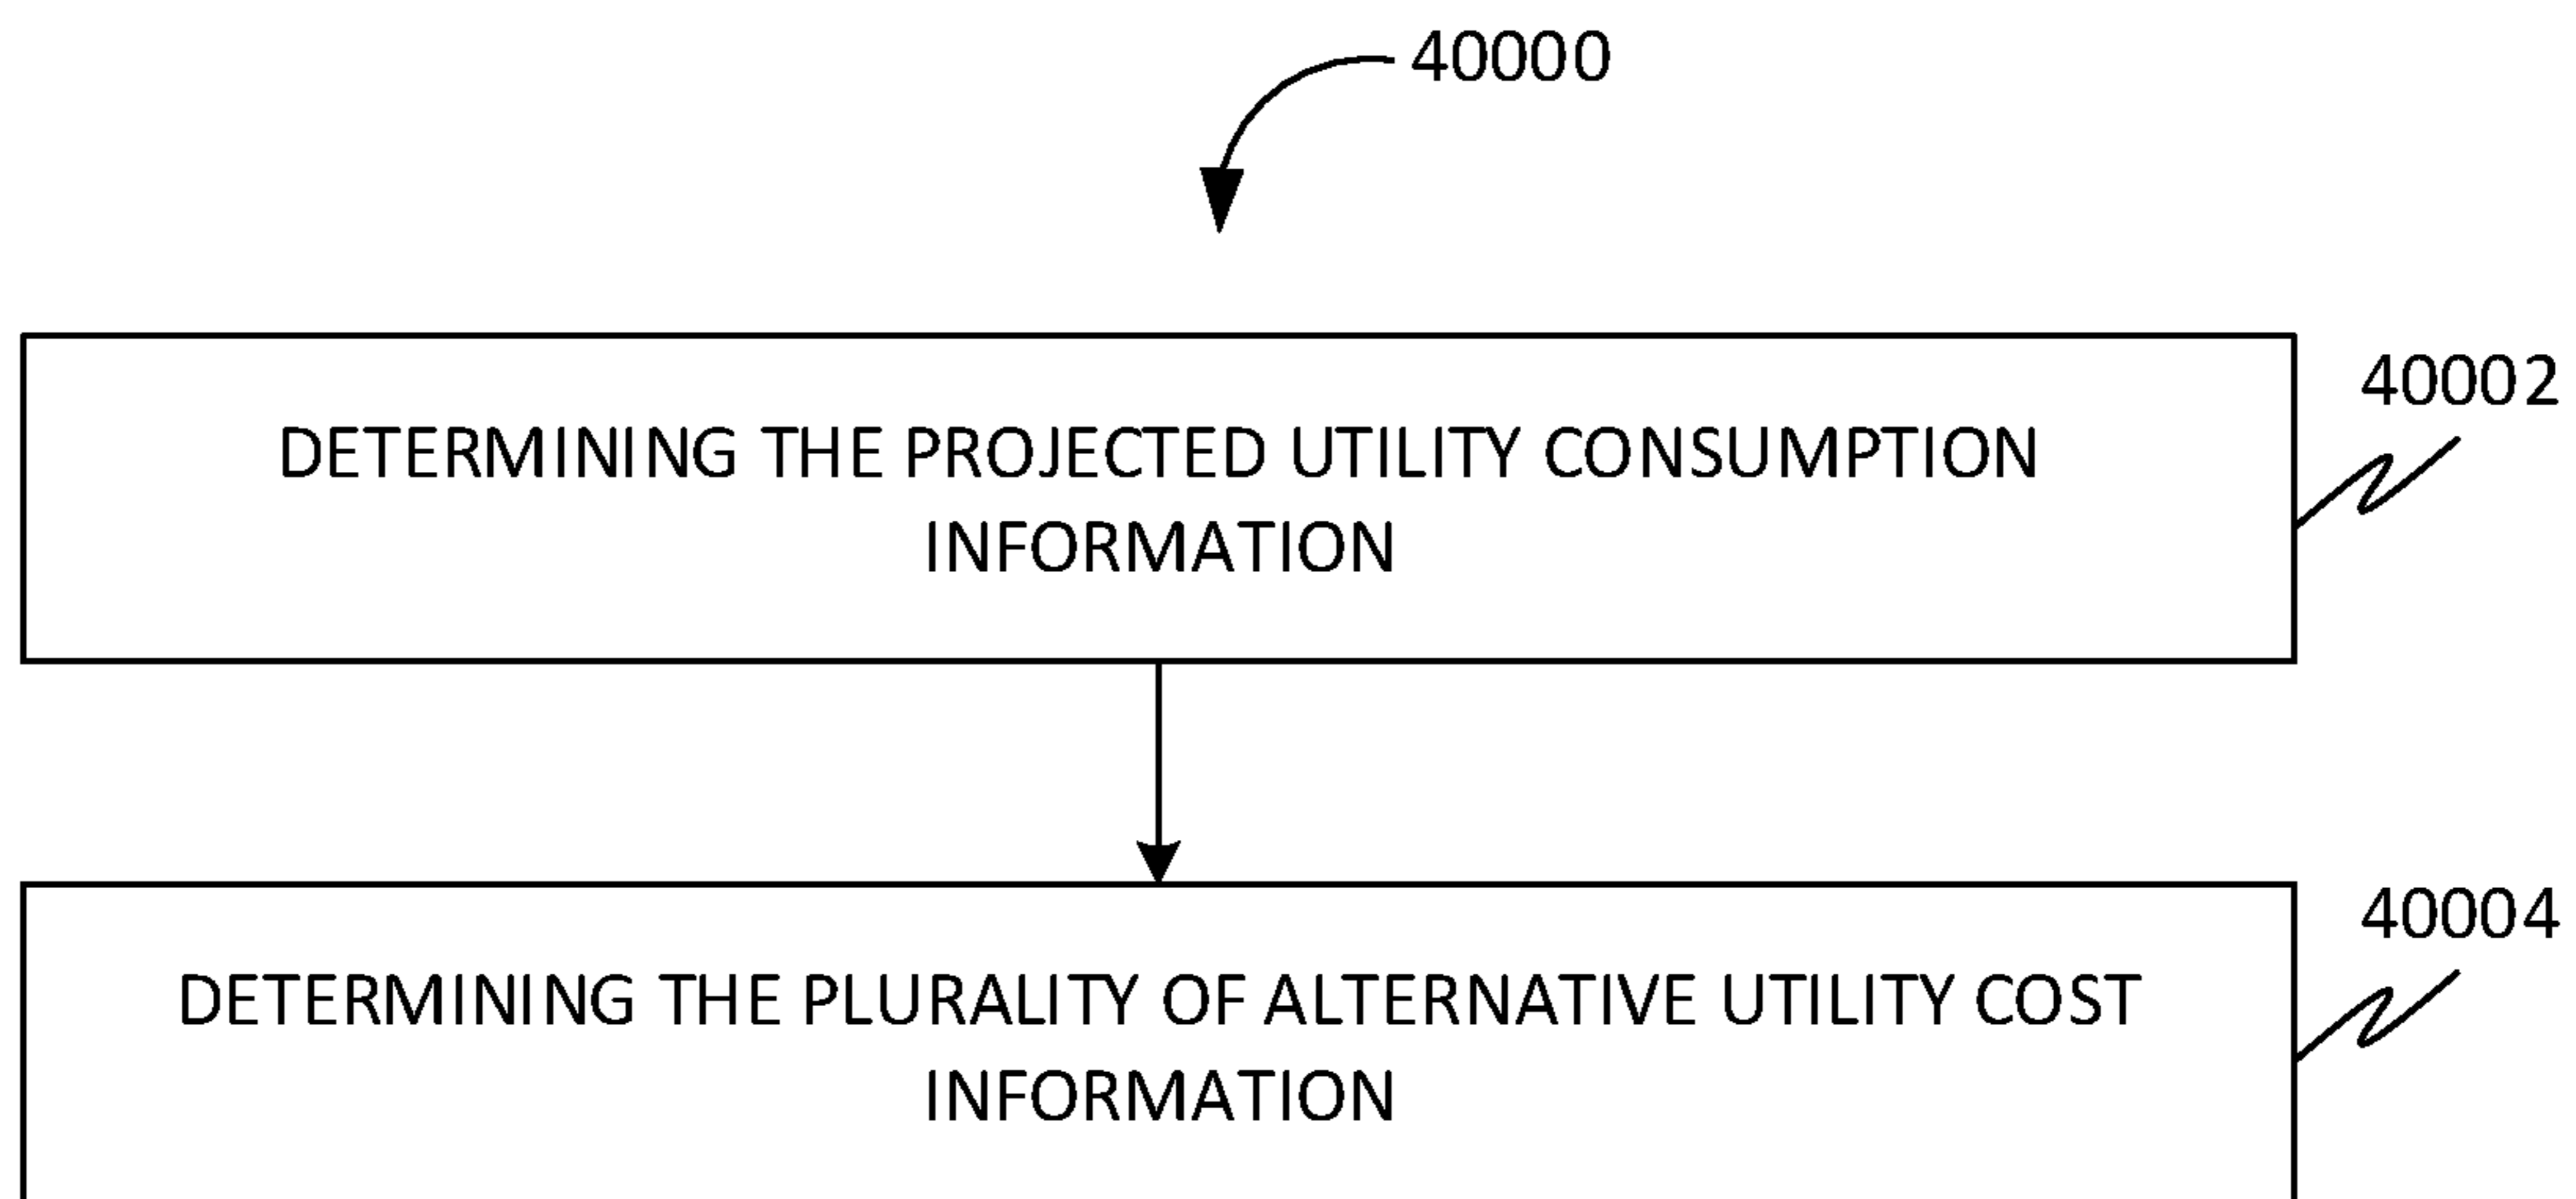 40000
40002
DETERMINING THE PROJECTED UTILITY CONSUMPTION
INFORMATION
40004
DETERMINING THE PLURALITY OF ALTERNATIVE UTILITY COST
INFORMATION